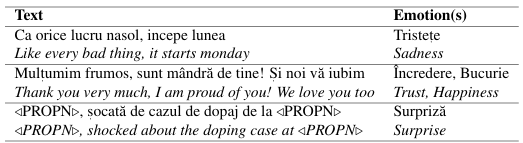 Text Emotion(s)
Ca orice lucru nasol, incepe lunea Tristețe
Like every bad thing, it starts monday Sadness
Mulțumim frumos, sunt mândră de tine! Și noi vă iubim Încredere, Bucurie
Thank you very much, I am proud of you! We love you too Trust, Happiness
◁PROPN▷, șocată de cazul de dopaj de la ◁PROPN▷ Surpriză
◁PROPN▷, shocked about the doping case at ◁PROPN▷ Surprise